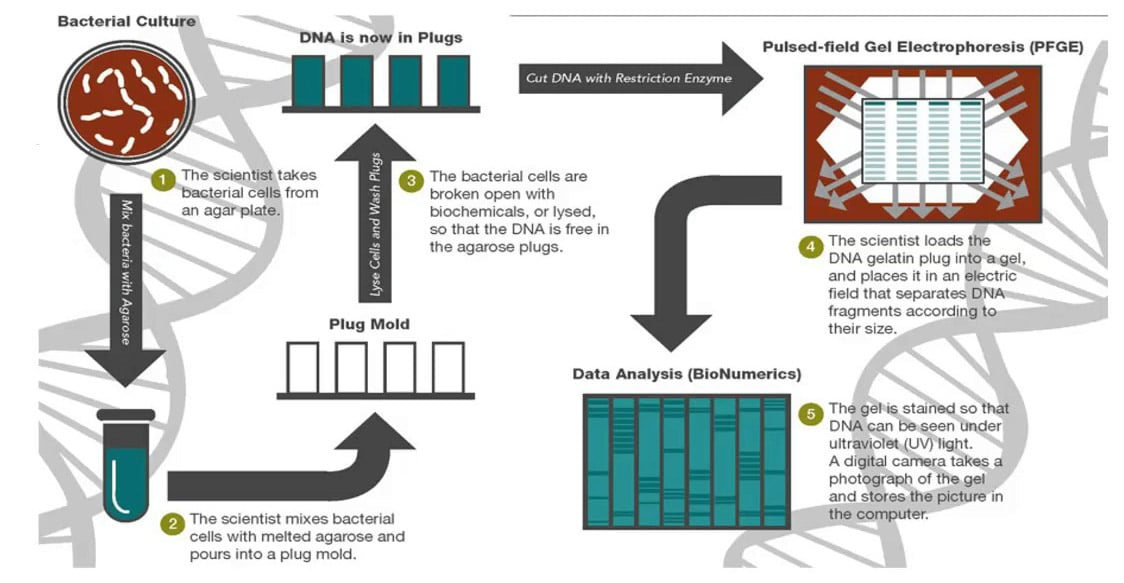 Bacterial Culture
1 The scientist takes
bacterial cells from
an agar plate.
Mix bacteria with Agarose
2 The scientist mixes bacterial
cells with melted agarose and
pours into a plug mold.
Plug Mold
Lyse Cells and Wash Plugs
3 The bacterial cells are
broken open with
biochemicals, or lysed,
so that the DNA is free in
the agarose plugs.
DNA is now in Plugs
Cut DNA with Restriction Enzyme
Pulsed-field Gel Electrophoresis (PFGE)
4 The scientist loads the
DNA gelatin plug into a gel,
and places it in an electric
field that separates DNA
fragments according to
their size.
Data Analysis (BioNumerics)
5 The gel is stained so that
DNA can be seen under
ultraviolet (UV) light.
A digital camera takes a
photograph of the gel
and stores the picture in
the computer.